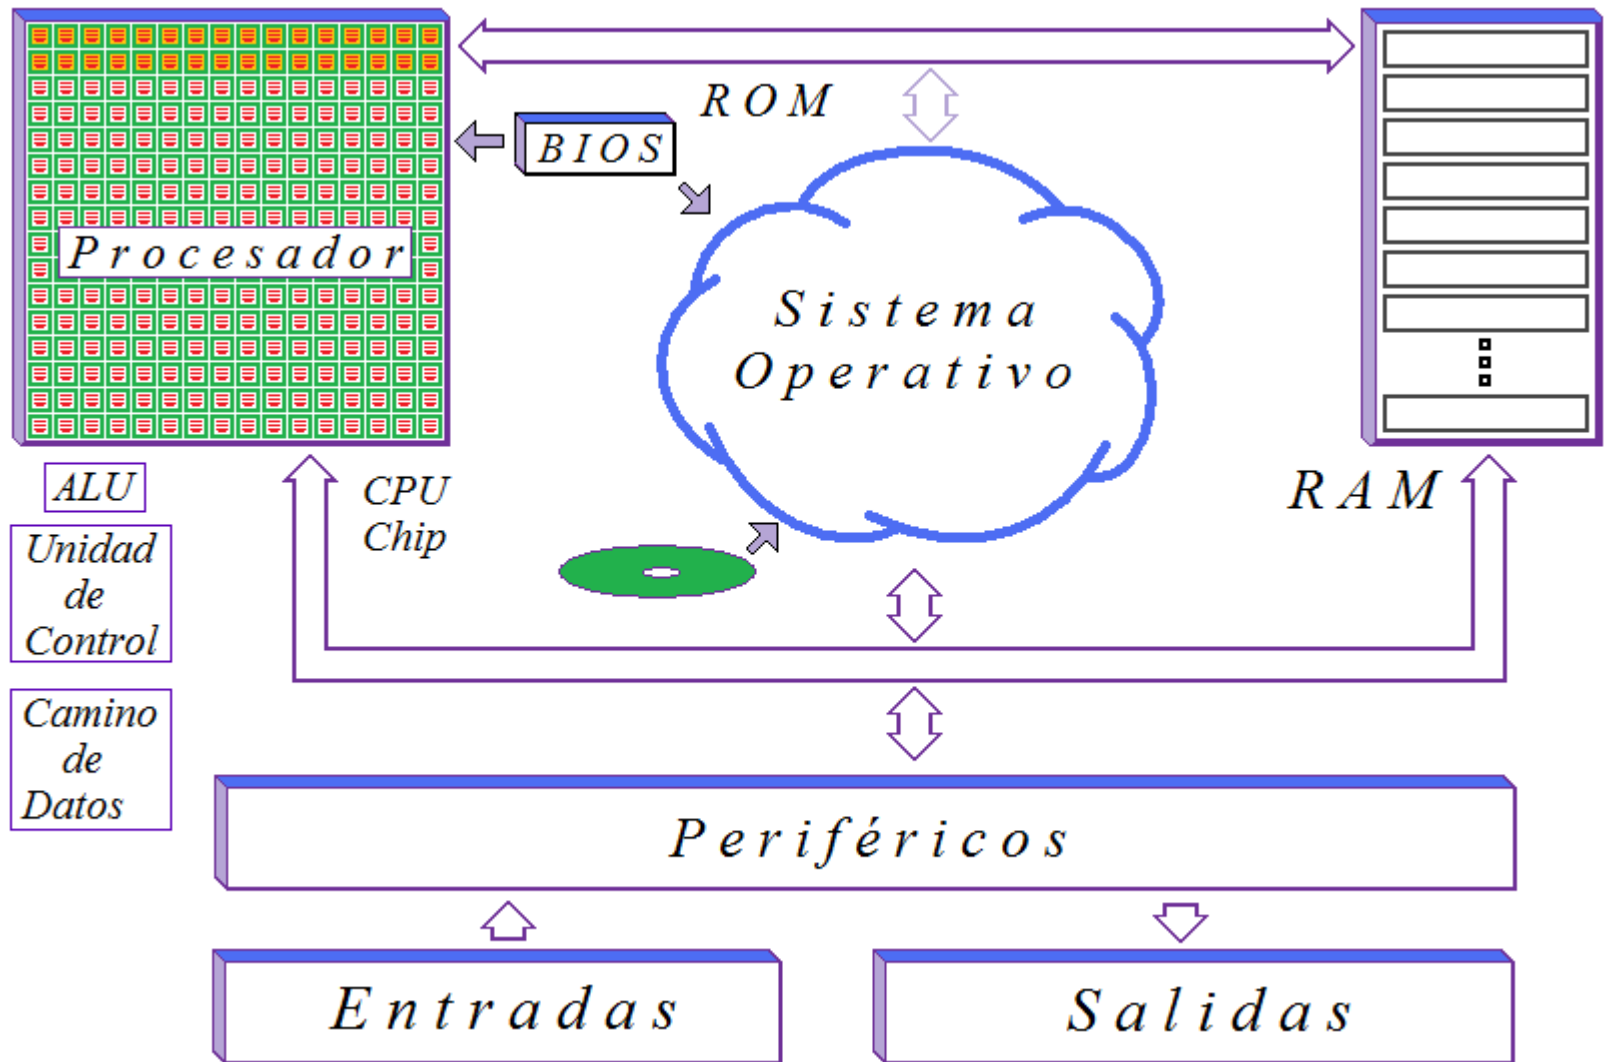 ROM
BIOS
Procesador
Sistema
Operativo
ALU
CPU
Chip
RAM
Unidad
de
Control
Camino
de
Datos
Periféricos
Entradas
Salidas